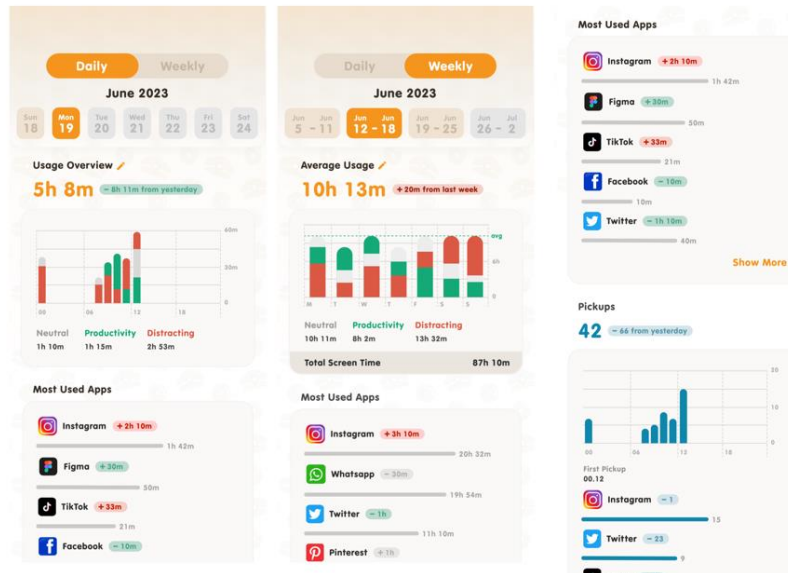 Daily Weekly
June 2023
Sun Mon Tue Wed Thu Fri Sat
18 19 20 21 22 23 24
Usage Overview
5h 8m − 8h 11m from yesterday
60m
30m
0
00 06 12 18
Neutral Productivity Distracting
1h 10m 1h 15m 2h 53m
Most Used Apps
Instagram + 2h 10m
1h 42m
Figma + 30m
50m
TikTok + 33m
21m
Facebook − 10m
Daily Weekly
June 2023
Jun Jun Jun Jun Jun Jun Jun Jul
5 - 11 12 - 18 19 - 25 26 - 2
Average Usage
10h 13m + 20m from last week
avg
6h
0
M T W T F S S
Neutral Productivity Distracting
10h 11m 8h 2m 13h 32m
Total Screen Time 87h 10m
Most Used Apps
Instagram + 3h 10m
20h 32m
Whatsapp − 30m
19h 54m
Twitter − 1h
11h 10m
Pinterest + 1h
Most Used Apps
Instagram + 2h 10m
1h 42m
Figma + 30m
50m
TikTok + 33m
21m
Facebook − 10m
10m
Twitter − 1h 10m
40m
Show More
Pickups
42 − 66 from yesterday
30
10
0
00 06 12 18
First Pickup
00.12
Instagram − 1
15
Twitter − 23
9